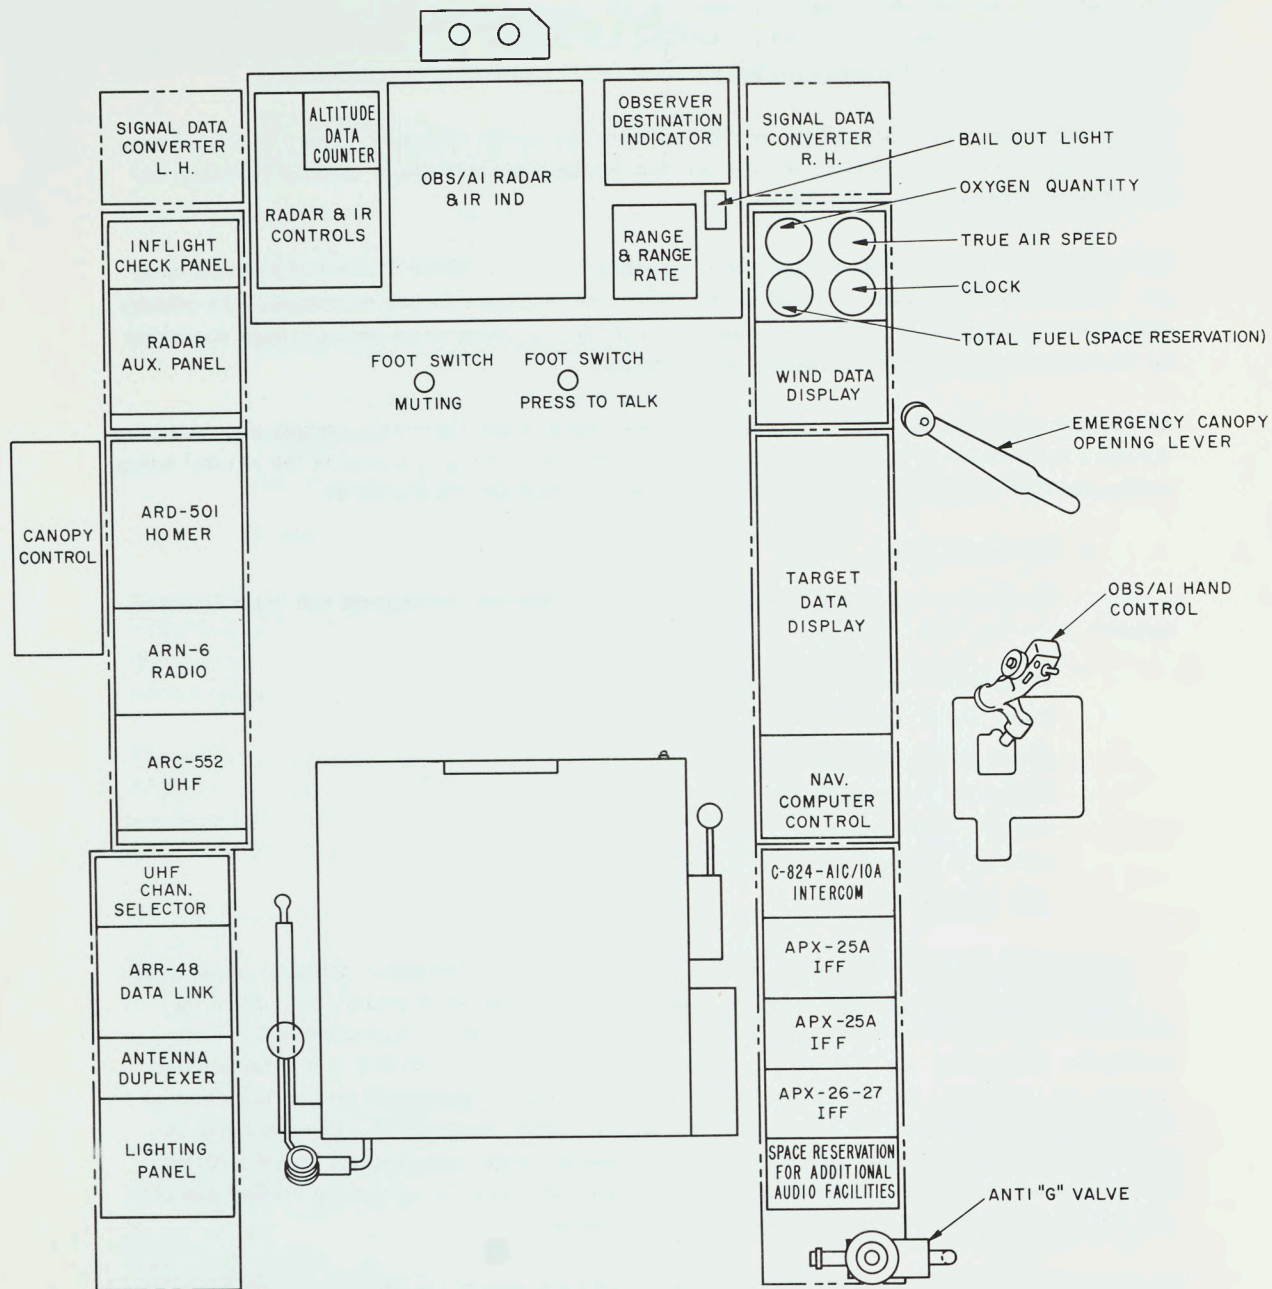 SIGNAL DATA
CONVERTER
L. H.
ALTITUDE
DATA
COUNTER
RADAR & IR
CONTROLS
OBS/AI RADAR
& IR IND
OBSERVER
DESTINATION
INDICATOR
RANGE
& RANGE
RATE
SIGNAL DATA
CONVERTER
R. H.
BAIL OUT LIGHT
OXYGEN QUANTITY
TRUE AIR SPEED
CLOCK
TOTAL FUEL (SPACE RESERVATION)
INFLIGHT
CHECK PANEL
RADAR
AUX. PANEL
FOOT SWITCH
MUTING
FOOT SWITCH
PRESS TO TALK
WIND DATA
DISPLAY
EMERGENCY CANOPY
OPENING LEVER
CANOPY
CONTROL
ARD-501
HOMER
ARN-6
RADIO
ARC-552
UHF
TARGET
DATA
DISPLAY
OBS/AI HAND
CONTROL
NAV.
COMPUTER
CONTROL
UHF
CHAN.
SELECTOR
ARR-48
DATA LINK
ANTENNA
DUPLEXER
LIGHTING
PANEL
C-824-AIC/10A
INTERCOM
APX-25A
IFF
APX-25A
IFF
APX-26-27
IFF
SPACE RESERVATION
FOR ADDITIONAL
AUDIO FACILITIES
ANTI "G" VALVE